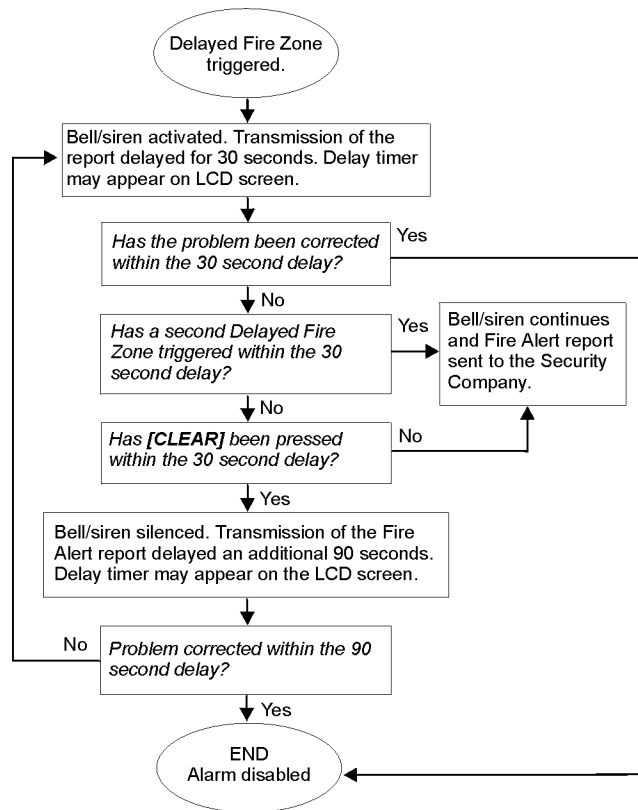 Delayed Fire Zone
triggered.
Bell/siren activated. Transmission of the
report delayed for 30 seconds. Delay timer
may appear on LCD screen.
Has the problem been corrected
within the 30 second delay?
Yes
No
Has a second Delayed Fire
Zone triggered within the 30
second delay?
Yes
Bell/siren continues
and Fire Alert report
sent to the Security
Company.
No
Has [CLEAR] been pressed
within the 30 second delay?
No
Yes
Bell/siren silenced. Transmission of the Fire
Alert report delayed an additional 90 seconds.
Delay timer may appear on the LCD screen.
No
Problem corrected within the 90
second delay?
Yes
END
Alarm disabled